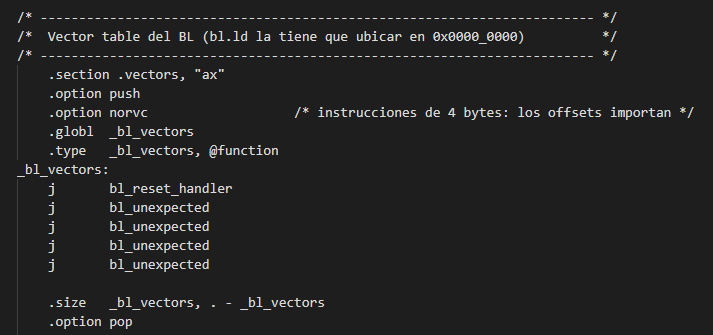 /* ----------------------------------------------------------------------- */
/*  Vector table del BL (bl.ld la tiene que ubicar en 0x0000_0000)          */
/* ----------------------------------------------------------------------- */
    .section .vectors, "ax"
    .option push
    .option norvc                   /* instrucciones de 4 bytes: los offsets importan */
    .globl  _bl_vectors
    .type   _bl_vectors, @function
_bl_vectors:
    j       bl_reset_handler
    j       bl_unexpected
    j       bl_unexpected
    j       bl_unexpected
    j       bl_unexpected
    .size   _bl_vectors, . - _bl_vectors
    .option pop